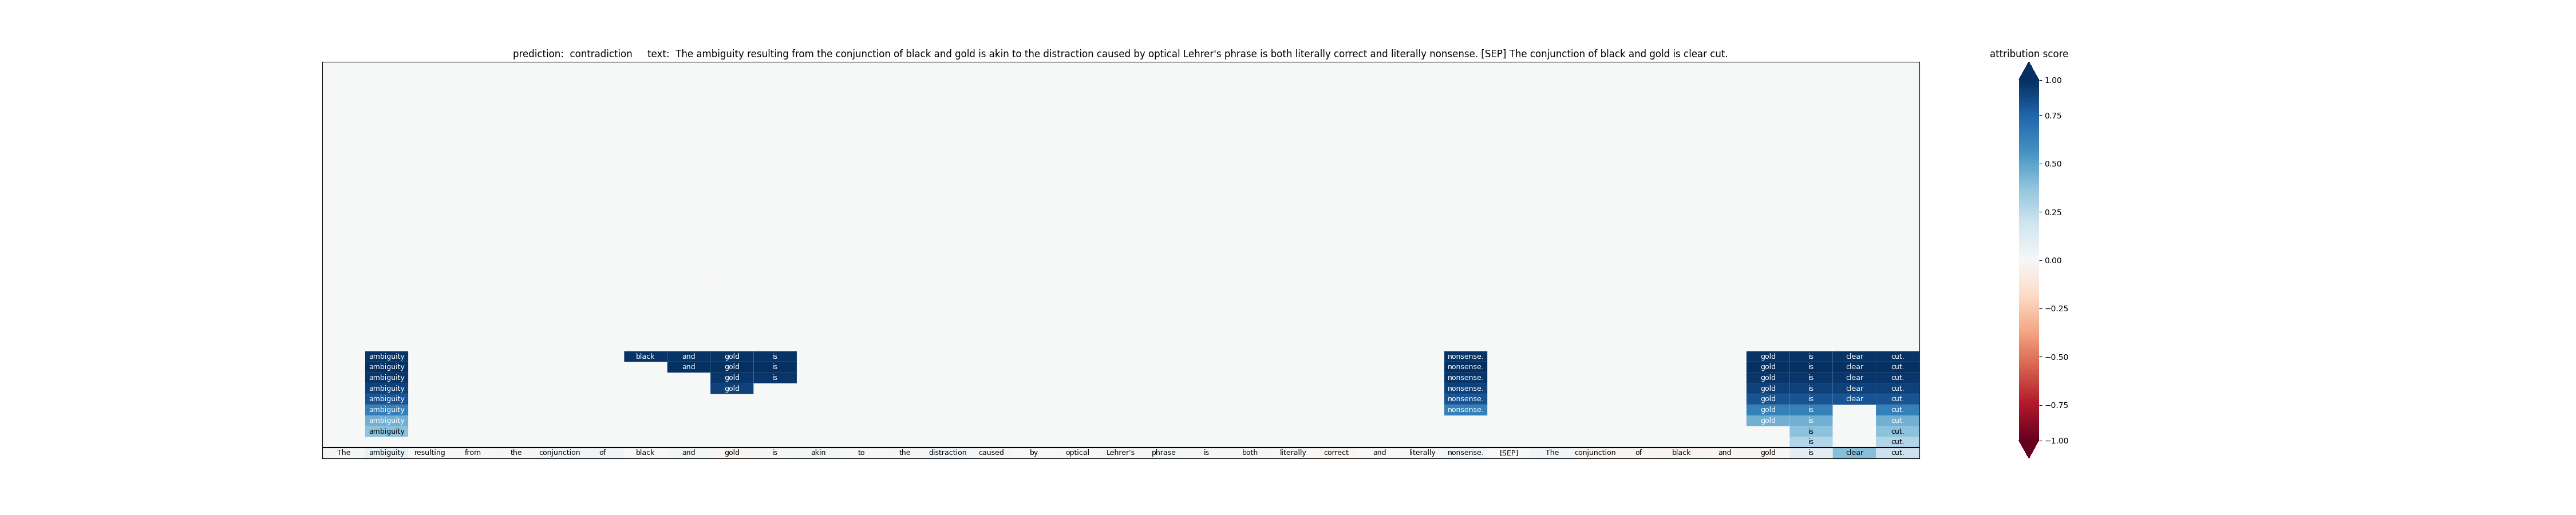 prediction:  contradiction     text:  The ambiguity resulting from the conjunction of black and gold is akin to the distraction caused by optical Lehrer's phrase is both literally correct and literally nonsense. [SEP] The conjunction of black and gold is clear cut.
attribution score
1.00
0.75
0.50
0.25
0.00
−0.25
−0.50
−0.75
−1.00
ambiguity black and gold is nonsense. gold is clear cut.
ambiguity and gold is nonsense. gold is clear cut.
ambiguity gold is nonsense. gold is clear cut.
ambiguity gold nonsense. gold is clear cut.
ambiguity nonsense. gold is clear cut.
ambiguity nonsense. gold is cut.
ambiguity gold is cut.
ambiguity is cut.
is cut.
The ambiguity resulting from the conjunction of black and gold is akin to the distraction caused by optical Lehrer's phrase is both literally correct and literally nonsense. [SEP] The conjunction of black and gold is clear cut.